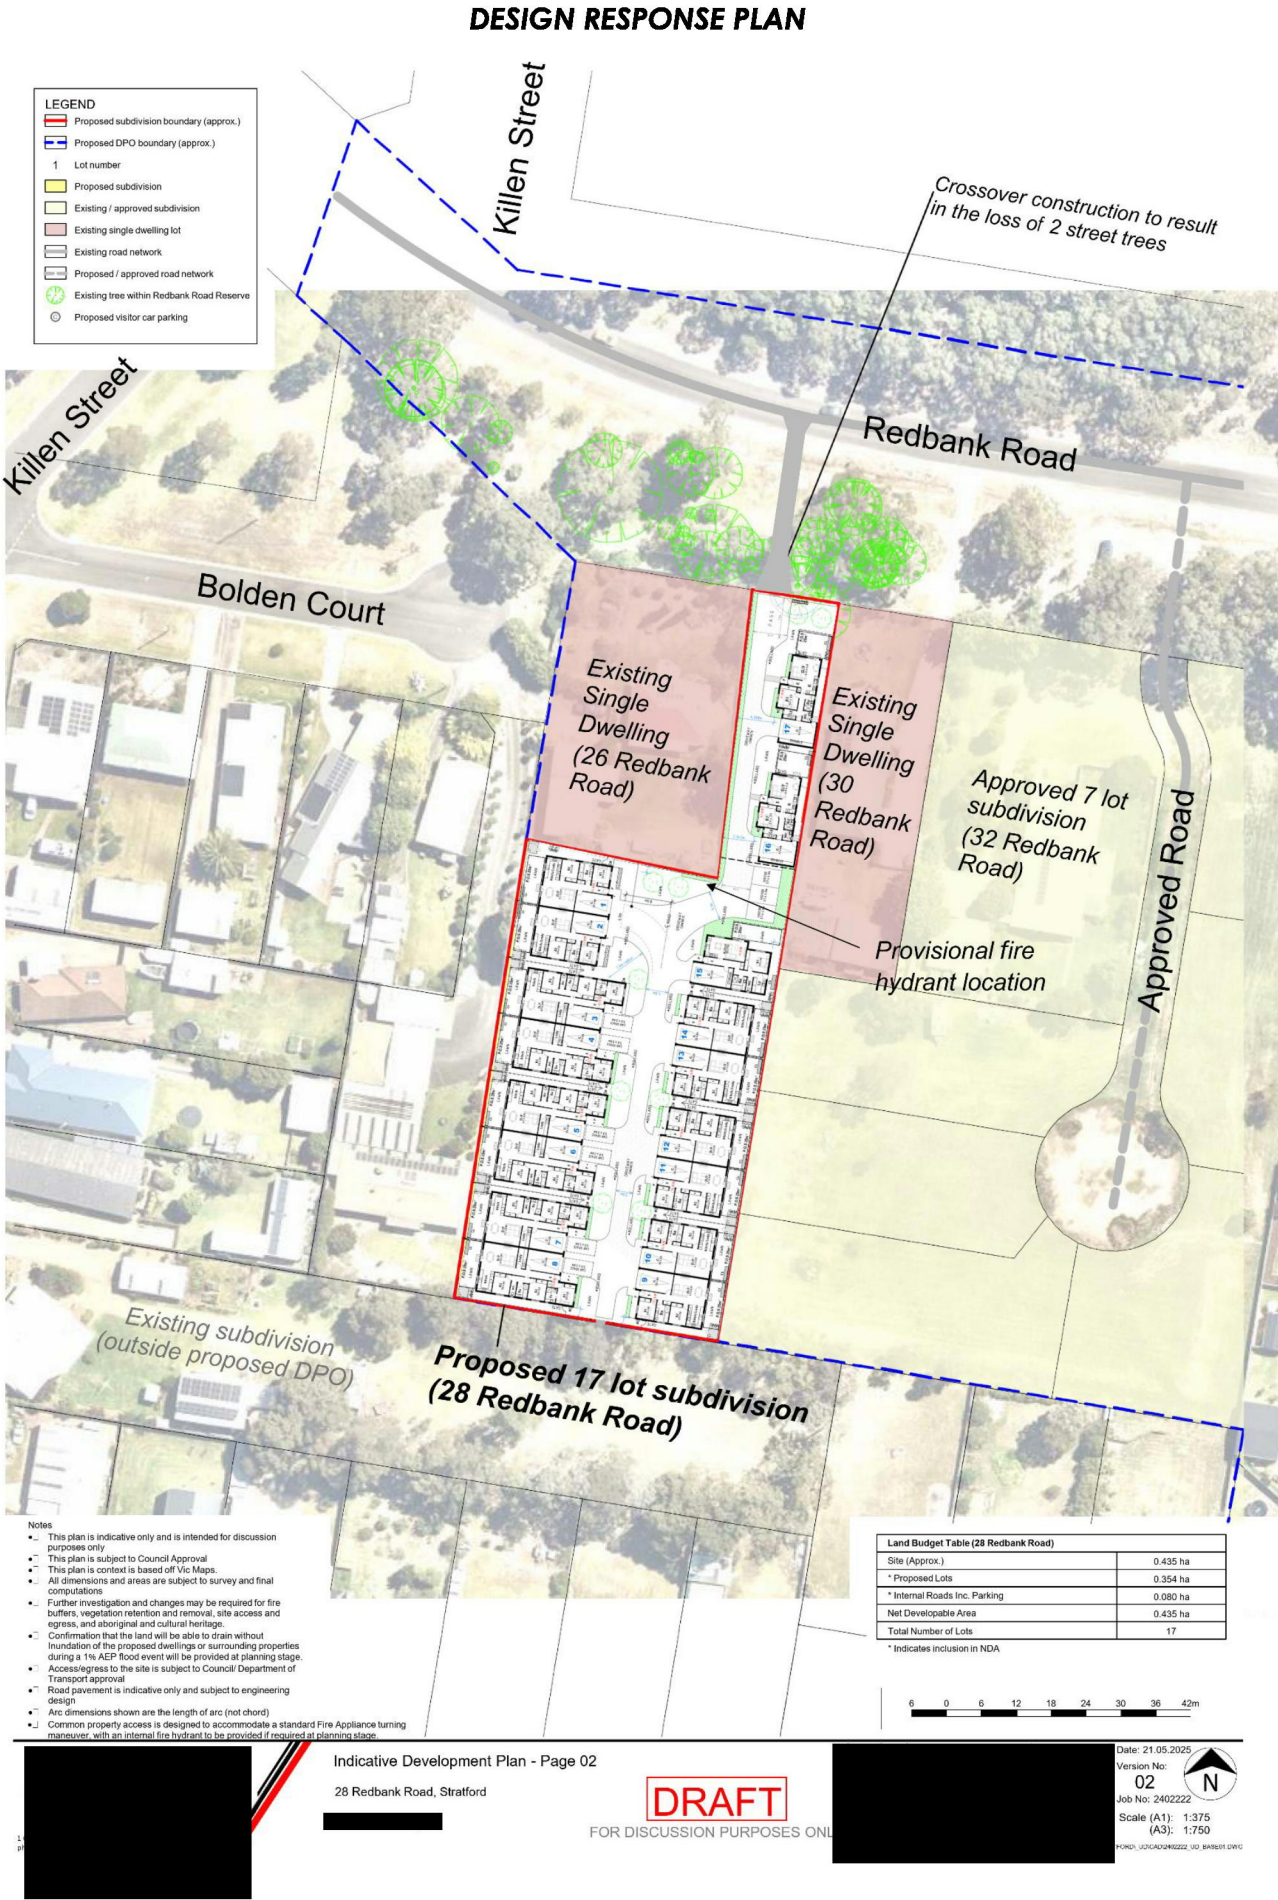 DESIGN RESPONSE PLAN
LEGEND
Proposed subdivision boundary (approx.)
Proposed DPO boundary (approx.)
1 Lot number
Proposed subdivision
Existing / approved subdivision
Existing single dwelling lot
Existing road network
Proposed / approved road network
Existing tree within Redbank Road Reserve
Proposed visitor car parking
Killen Street
Killen Street
Crossover construction to result
in the loss of 2 street trees
Redbank Road
Bolden Court
Existing
Single
Dwelling
(26 Redbank
Road)
Existing
Single
Dwelling
(30
Redbank
Road)
Approved 7 lot
subdivision
(32 Redbank
Road)
Approved Road
Provisional fire
hydrant location
17
16
1
2
3
4
5
6
7
8
15
14
13
12
11
10
9
Existing subdivision
(outside proposed DPO)
Proposed 17 lot subdivision
(28 Redbank Road)
Notes
This plan is indicative only and is intended for discussion
purposes only
This plan is subject to Council Approval
This plan is context is based off Vic Maps.
All dimensions and areas are subject to survey and final
computations
Further investigation and changes may be required for fire
buffers, vegetation retention and removal, site access and
egress, and aboriginal and cultural heritage.
Confirmation that the land will be able to drain without
Inundation of the proposed dwellings or surrounding properties
during a 1% AEP flood event will be provided at planning stage.
Access/egress to the site is subject to Council/ Department of
Transport approval
Road pavement is indicative only and subject to engineering
design
Arc dimensions shown are the length of arc (not chord)
Common property access is designed to accommodate a standard Fire Appliance turning
maneuver, with an internal fire hydrant to be provided if required at planning stage.
Land Budget Table (28 Redbank Road)
Site (Approx.) 0.435 ha
* Proposed Lots 0.354 ha
* Internal Roads Inc. Parking 0.080 ha
Net Developable Area 0.435 ha
Total Number of Lots 17
* Indicates inclusion in NDA
6 0 6 12 18 24 30 36 42m
Indicative Development Plan - Page 02
28 Redbank Road, Stratford
DRAFT
FOR DISCUSSION PURPOSES ONL
Date: 21.05.2025
Version No:
02
Job No: 2402222
N
Scale (A1): 1:375
(A3): 1:750